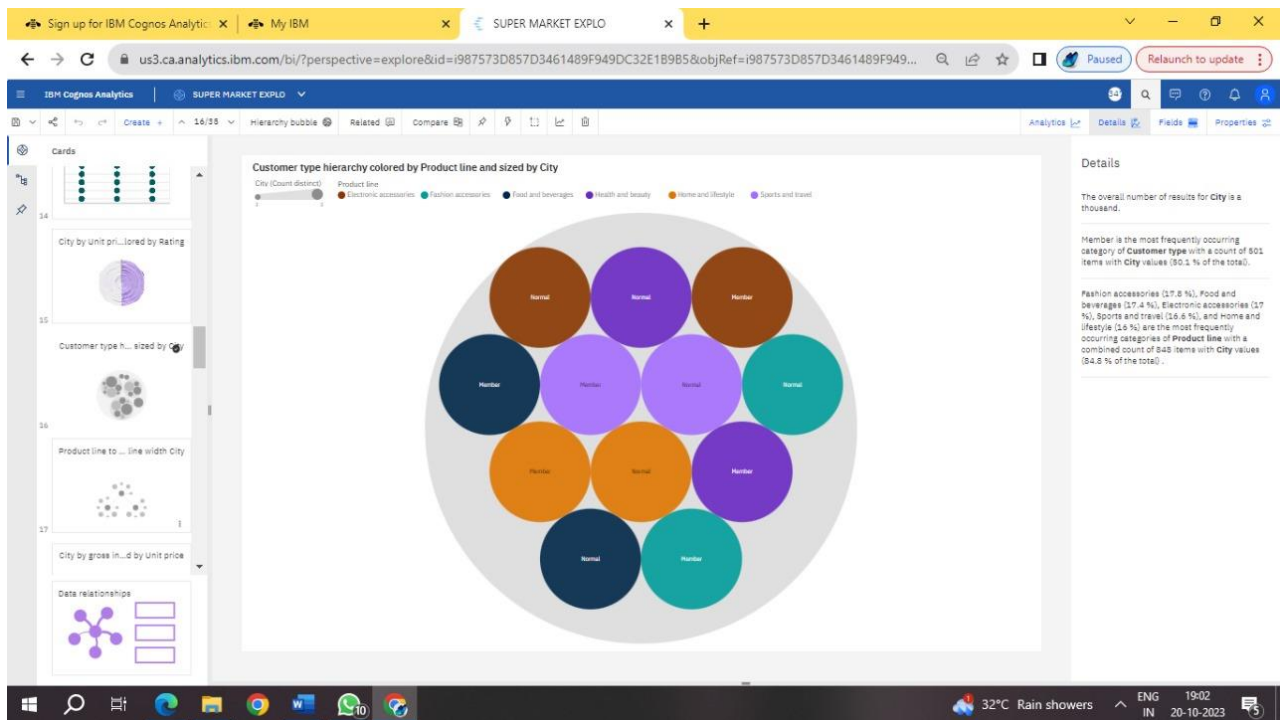 Sign up for IBM Cognos Analytic
My IBM
SUPER MARKET EXPLO
us3.ca.analytics.ibm.com/bi/?perspective=explore&id=i987573D857D3461489F949DC32E1B9B5&objRef=i987573D857D3461489F949...
Paused
Relaunch to update
IBM Cognos Analytics
SUPER MARKET EXPLO
Create +
16/35
Hierarchy bubble
Related
Compare
Analytics
Details
Fields
Properties
Cards
14
City by Unit pri...lored by Rating
15
Customer type h... sized by City
16
Product line to ... line width City
17
City by gross in...d by Unit price
Data relationships
Customer type hierarchy colored by Product line and sized by City
City (Count distinct)
Product line
Electronic accessories
Fashion accessories
Food and beverages
Health and beauty
Home and lifestyle
Sports and travel
Normal
Normal
Member
Member
Member
Normal
Normal
Member
Normal
Member
Normal
Member
Details
The overall number of results for City is a
thousand.
Member is the most frequently occurring
category of Customer type with a count of 501
items with City values (50.1 % of the total).
Fashion accessories (17.8 %), Food and
beverages (17.4 %), Electronic accessories (17
%), Sports and travel (16.6 %), and Home and
lifestyle (16 %) are the most frequently
occurring categories of Product line with a
combined count of 848 items with City values
(84.8 % of the total) .
32°C Rain showers
ENG
IN
19:02
20-10-2023